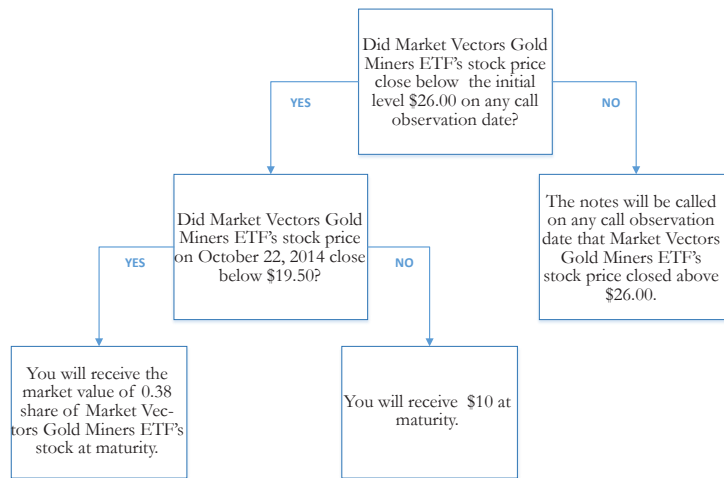 Did Market Vectors Gold
Miners ETF's stock price
close below the initial
level $26.00 on any call
observation date?
YES
NO
Did Market Vectors Gold
Miners ETF's stock price
on October 22, 2014 close
below $19.50?
The notes will be called
on any call observation
date that Market Vectors
Gold Miners ETF's
stock price closed above
$26.00.
YES
NO
You will receive the
market value of 0.38
share of Market Vec-
tors Gold Miners ETF's
stock at maturity.
You will receive $10 at
maturity.